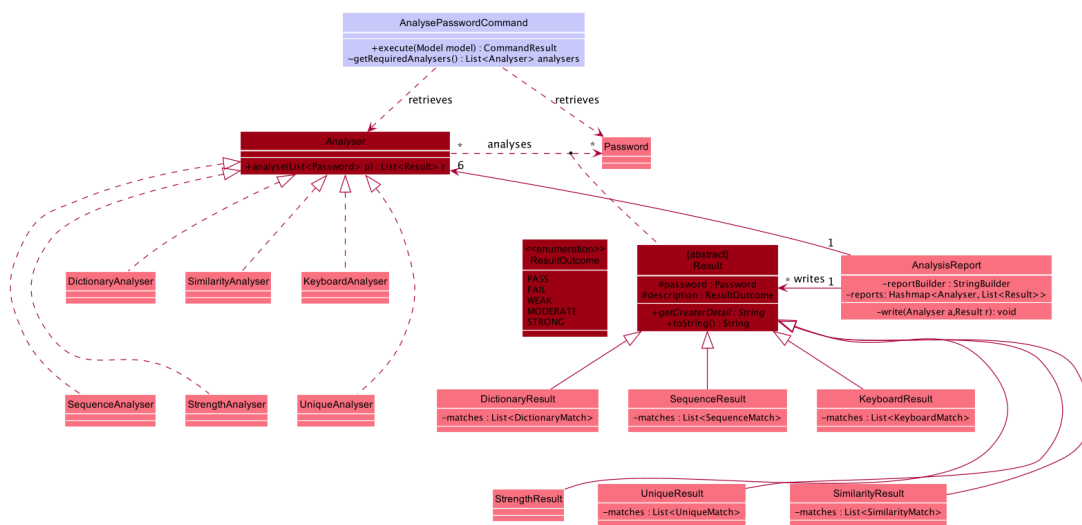 AnalysePasswordCommand
+execute(Model model) : CommandResult
~getRequiredAnalysers() : List<Analyser> analysers
retrieves
retrieves
Analyser
+analyse(List<Password> p) : List<Result> r
*
analyses
*
6
Password
DictionaryAnalyser
SimilarityAnalyser
KeyboardAnalyser
SequenceAnalyser
StrengthAnalyser
UniqueAnalyser
<<enumeration>>
ResultOutcome
PASS
FAIL
WEAK
MODERATE
STRONG
{abstract}
Result
#password : Password
#description : ResultOutcome
+getGreaterDetail : String
+toString() : String
* writes
1
1
AnalysisReport
-reportBuilder : StringBuilder
-reports: Hashmap<Analyser, List<Result>>
-write(Analyser a,Result r): void
DictionaryResult
-matches : List<DictionaryMatch>
SequenceResult
-matches : List<SequenceMatch>
KeyboardResult
-matches : List<KeyboardMatch>
StrengthResult
UniqueResult
-matches : List<UniqueMatch>
SimilarityResult
-matches : List<SimilarityMatch>